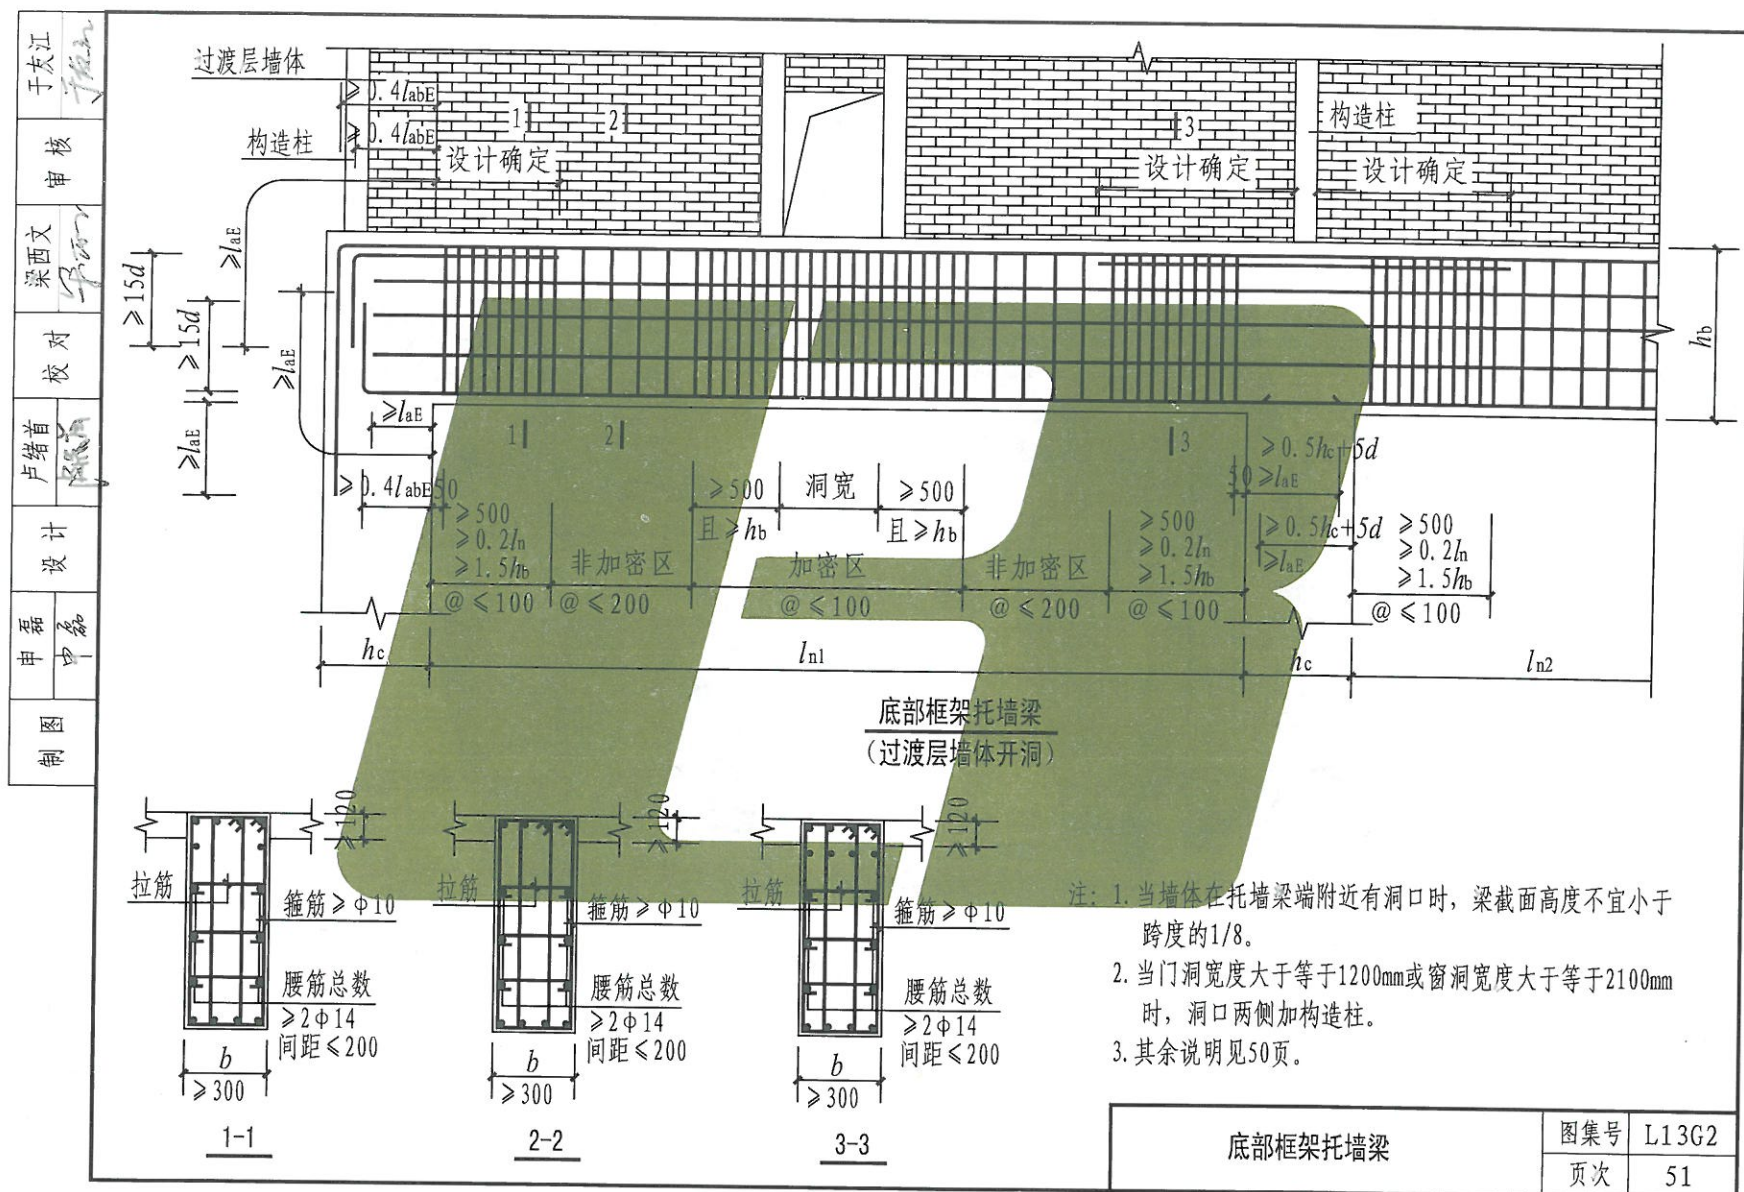 于友江
审核
梁西文
校对
卢绪首
设计
申磊
申磊
制图
过渡层墙体
≥0.4labE
构造柱
≥0.4labE
设计确定
1
2
3
构造柱
设计确定
设计确定
≥15d
≥laE
≥15d
≥laE
≥laE
hb
≥laE
1
2
3
≥0.4labE
50
≥500
≥0.2ln
≥1.5hb
@≤100
非加密区
@≤200
≥500
且≥hb
洞宽
≥500
且≥hb
加密区
@≤100
非加密区
@≤200
≥500
≥0.2ln
≥1.5hb
@≤100
≥0.5hc+5d
50
≥laE
≥0.5hc+5d
≥laE
≥500
≥0.2ln
≥1.5hb
@≤100
hc
ln1
hc
ln2
底部框架托墙梁
(过渡层墙体开洞)
≥120
拉筋
箍筋≥φ10
腰筋总数
≥2φ14
间距≤200
b
≥300
1-1
≥120
拉筋
箍筋≥φ10
腰筋总数
≥2φ14
间距≤200
b
≥300
2-2
≥120
拉筋
箍筋≥φ10
腰筋总数
≥2φ14
间距≤200
b
≥300
3-3
注: 1. 当墙体在托墙梁端附近有洞口时, 梁截面高度不宜小于
跨度的1/8。
2. 当门洞宽度大于等于1200mm或窗洞宽度大于等于2100mm
时, 洞口两侧加构造柱。
3. 其余说明见50页。
底部框架托墙梁
图集号 L13G2
页次 51